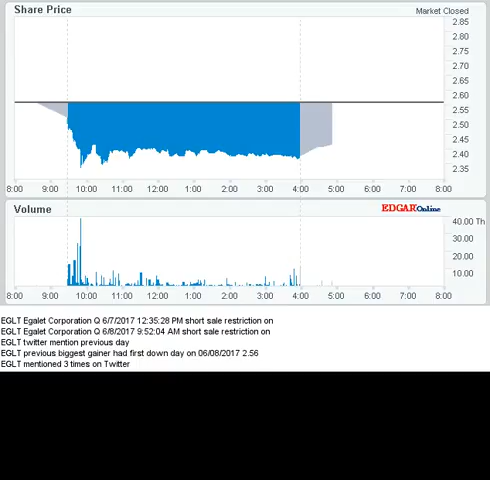 Share Price
Market Closed
2.85
2.80
2.75
2.70
2.65
2.60
2.55
2.50
2.45
2.40
2.35
8:00 9:00 10:00 11:00 12:00 1:00 2:00 3:00 4:00 5:00 6:00 7:00 8:00
Volume
EDGAR Online
40.00 Th
30.00
20.00
10.00
8:00 9:00 10:00 11:00 12:00 1:00 2:00 3:00 4:00 5:00 6:00 7:00 8:00
EGLT Egalet Corporation Q 6/7/2017 12:35:28 PM short sale restriction on
EGLT Egalet Corporation Q 6/8/2017 9:52:04 AM short sale restriction on
EGLT twitter mention previous day
EGLT previous biggest gainer had first down day on 06/08/2017 2.56
EGLT mentioned 3 times on Twitter